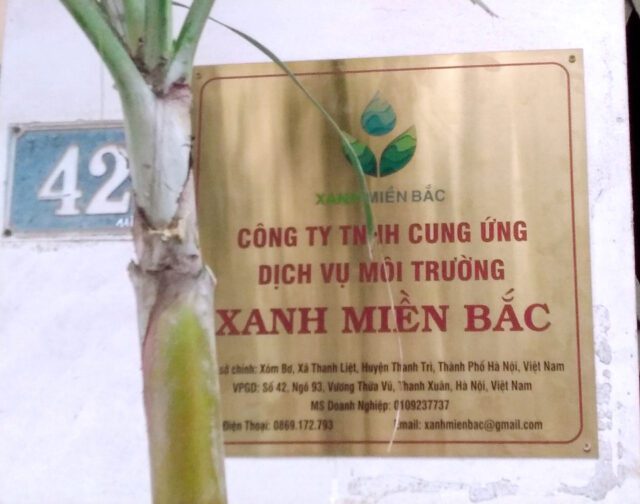 42
XANH MIỀN BẮC
CÔNG TY TNHH CUNG ỨNG
DỊCH VỤ MÔI TRƯỜNG
XANH MIỀN BẮC
sở chính: Xóm Bơ, Xã Thanh Liệt, Huyện Thanh Trì, Thành Phố Hà Nội, Việt Nam
VPGD: Số 42, Ngõ 93, Vương Thừa Vũ, Thanh Xuân, Hà Nội, Việt Nam
MS Doanh Nghiệp: 0109237737
Điện Thoại: 0869.172.793 Email: xanhmienbac@gmail.com